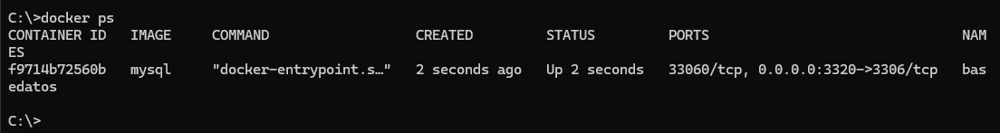 C:\>docker ps
CONTAINER ID   IMAGE     COMMAND                  CREATED         STATUS         PORTS                               NAM
ES
f9714b72560b   mysql     "docker-entrypoint.s…"   2 seconds ago   Up 2 seconds   33060/tcp, 0.0.0.0:3320->3306/tcp   bas
edatos
C:\>